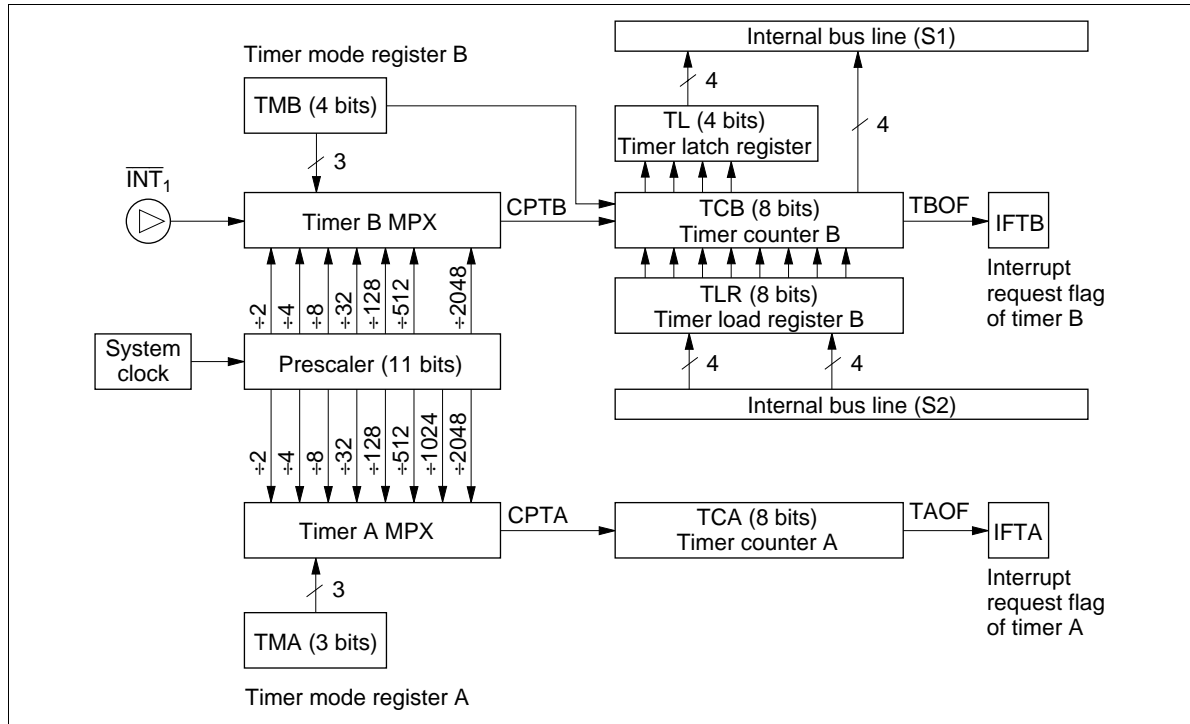 Internal bus line (S1)
Timer mode register B
TMB (4 bits)
4
4
TL (4 bits)
Timer latch register
3
INT1
Timer B MPX
CPTB
TCB (8 bits)
Timer counter B
TBOF
IFTB
Interrupt
request flag
of timer B
÷2
÷4
÷8
÷32
÷128
÷512
÷2048
TLR (8 bits)
Timer load register B
System
clock
Prescaler (11 bits)
4
4
Internal bus line (S2)
÷2
÷4
÷8
÷32
÷128
÷512
÷1024
÷2048
Timer A MPX
CPTA
TCA (8 bits)
Timer counter A
TAOF
IFTA
Interrupt
request flag
of timer A
3
TMA (3 bits)
Timer mode register A